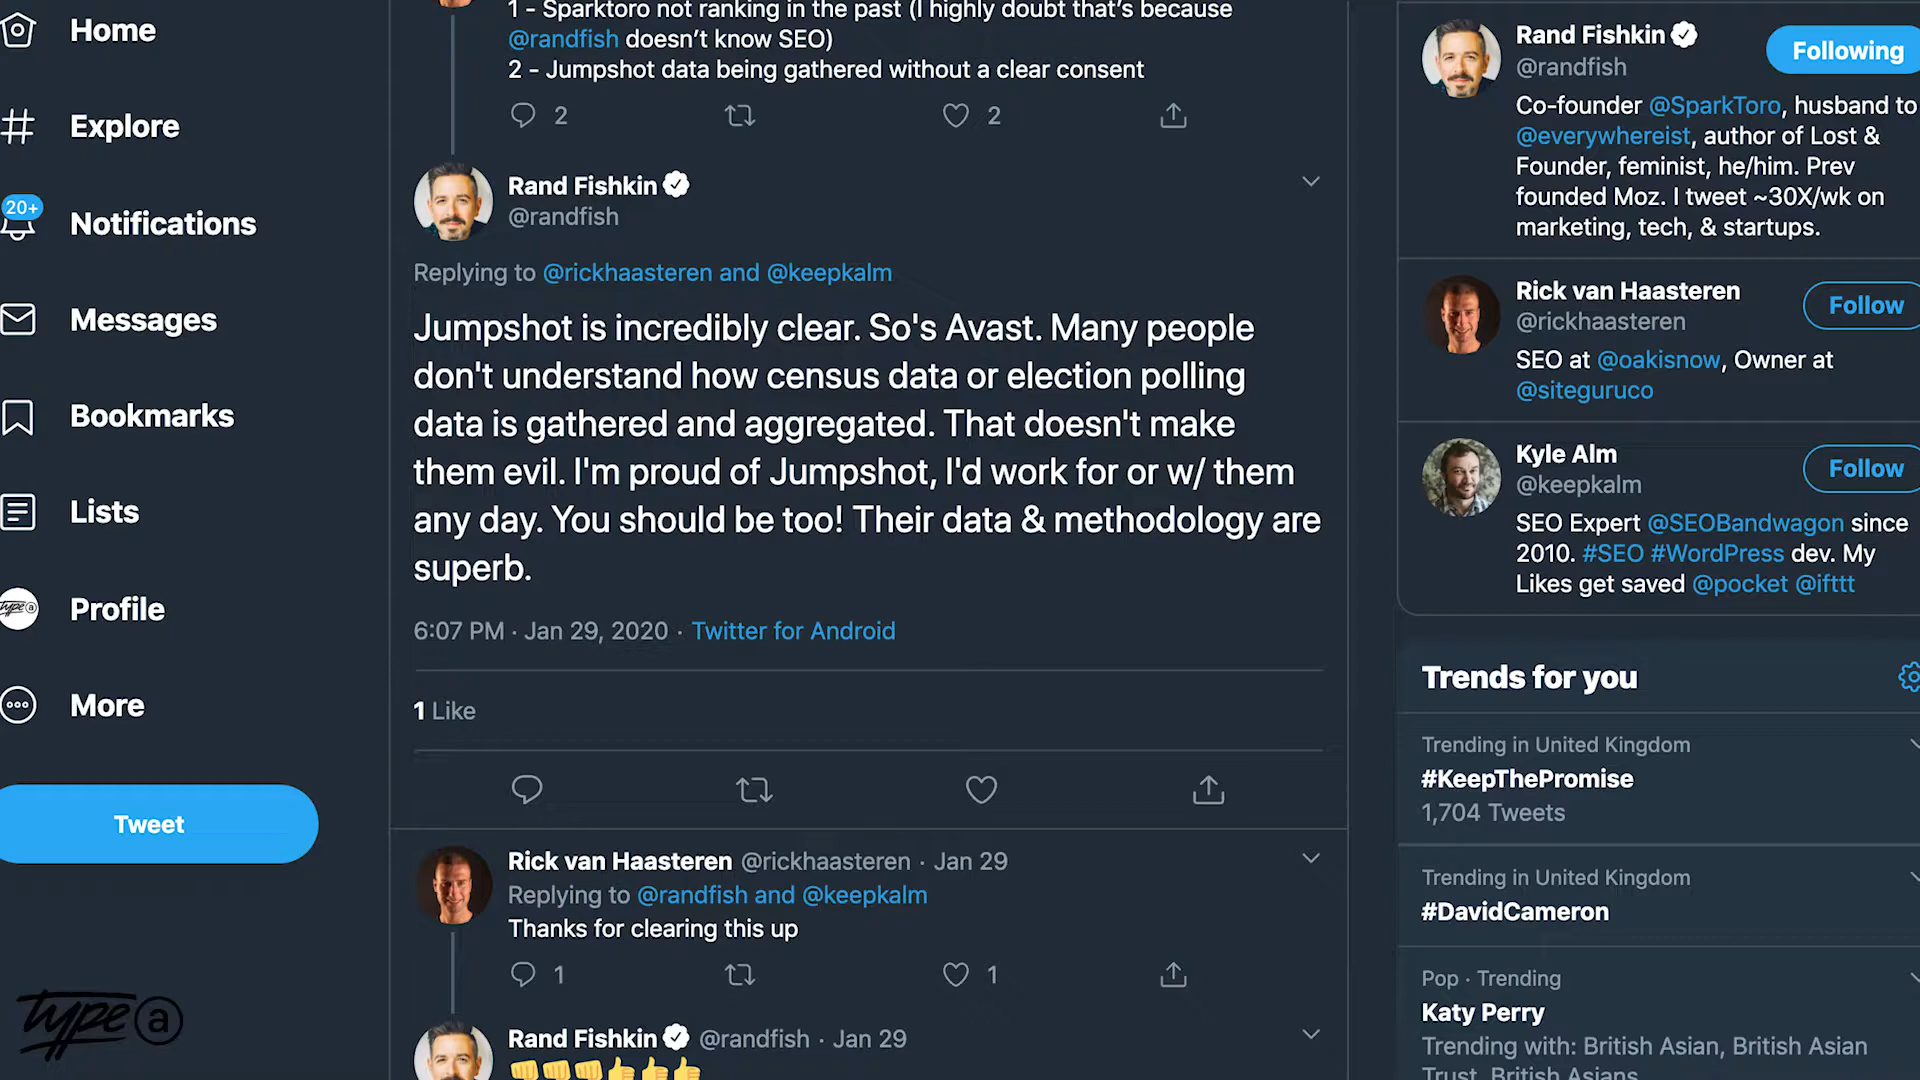 Home
Explore
20+
Notifications
Messages
Bookmarks
Lists
Profile
More
Tweet
type a
1 - Sparktoro not ranking in the past (I highly doubt that's because
@randfish doesn't know SEO)
2 - Jumpshot data being gathered without a clear consent
2
2
Rand Fishkin
@randfish
Replying to @rickhaasteren and @keepkalm
Jumpshot is incredibly clear. So's Avast. Many people
don't understand how census data or election polling
data is gathered and aggregated. That doesn't make
them evil. I'm proud of Jumpshot, I'd work for or w/ them
any day. You should be too! Their data & methodology are
superb.
6:07 PM · Jan 29, 2020 · Twitter for Android
1 Like
Rick van Haasteren @rickhaasteren · Jan 29
Replying to @randfish and @keepkalm
Thanks for clearing this up
1
1
Rand Fishkin @randfish · Jan 29
Rand Fishkin
@randfish
Following
Co-founder @SparkToro, husband to
@everywhereist, author of Lost &
Founder, feminist, he/him. Prev
founded Moz. I tweet ~30X/wk on
marketing, tech, & startups.
Rick van Haasteren
@rickhaasteren
Follow
SEO at @oakisnow, Owner at
@siteguruco
Kyle Alm
@keepkalm
Follow
SEO Expert @SEOBandwagon since
2010. #SEO #WordPress dev. My
Likes get saved @pocket @ifttt
Trends for you
Trending in United Kingdom
#KeepThePromise
1,704 Tweets
Trending in United Kingdom
#DavidCameron
Pop · Trending
Katy Perry
Trending with: British Asian, British Asian
Trust, British Asians